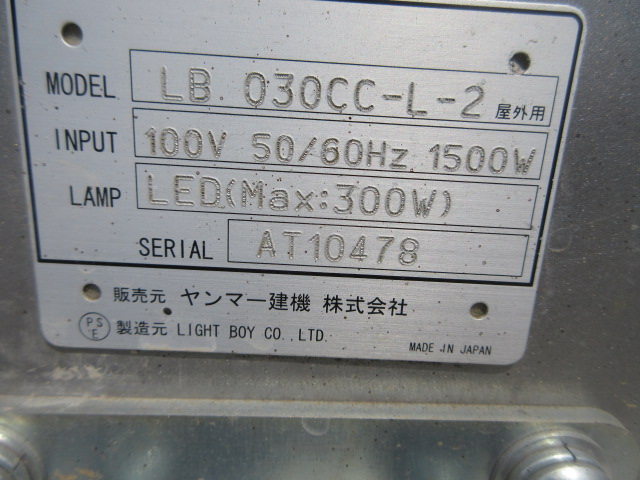 MODEL LB.030CC-L-2 屋外用
INPUT 100V 50/60Hz 1500W
LAMP LED(Max:300W)
SERIAL AT10478
販売元 ヤンマー建機 株式会社
PSE 製造元 LIGHT BOY CO.,LTD.
MADE IN JAPAN